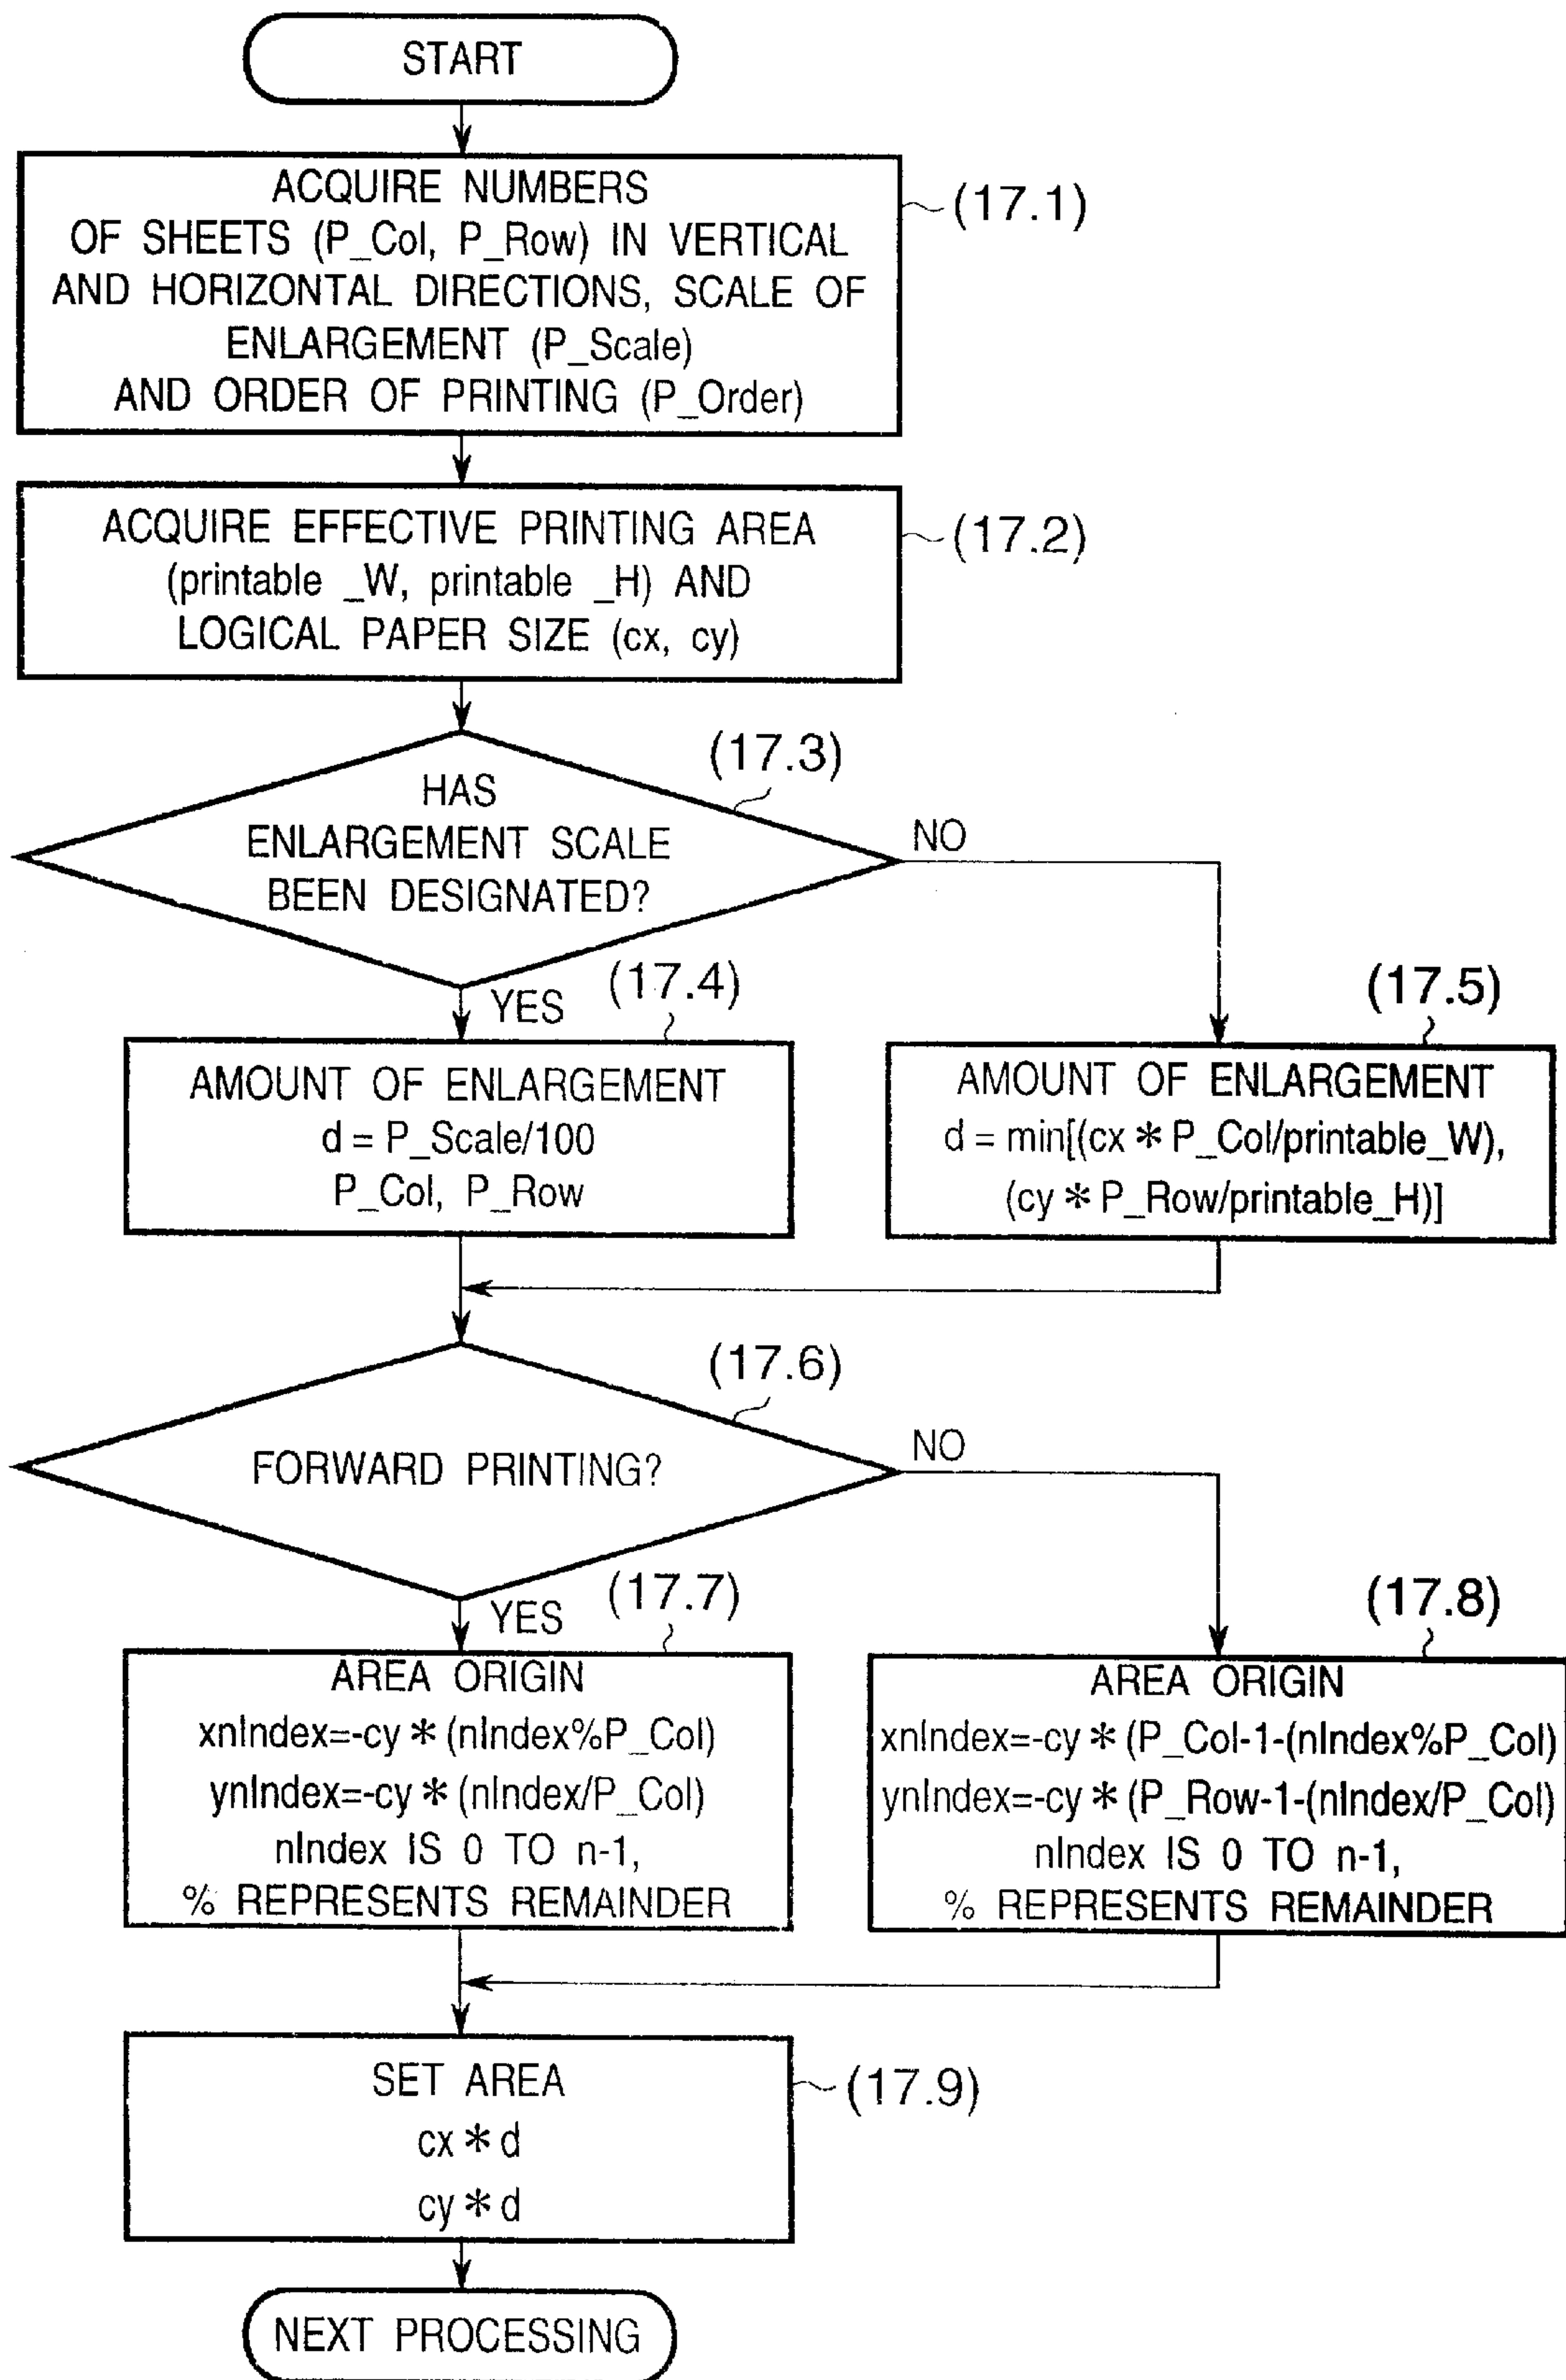 START
ACQUIRE NUMBERS
OF SHEETS (P_Col, P_Row) IN VERTICAL
AND HORIZONTAL DIRECTIONS, SCALE OF
ENLARGEMENT (P_Scale)
AND ORDER OF PRINTING (P_Order)
(17.1)
ACQUIRE EFFECTIVE PRINTING AREA
(printable _W, printable _H) AND
LOGICAL PAPER SIZE (cx, cy)
(17.2)
(17.3)
HAS
ENLARGEMENT SCALE
BEEN DESIGNATED?
NO
YES
(17.4)
AMOUNT OF ENLARGEMENT
d = P_Scale/100
P_Col, P_Row
(17.5)
AMOUNT OF ENLARGEMENT
d = min[(cx * P_Col/printable_W),
(cy * P_Row/printable_H)]
(17.6)
FORWARD PRINTING?
NO
YES
(17.7)
AREA ORIGIN
xnIndex=-cy * (nIndex%P_Col)
ynIndex=-cy * (nIndex/P_Col)
nIndex IS 0 TO n-1,
% REPRESENTS REMAINDER
(17.8)
AREA ORIGIN
xnIndex=-cy * (P_Col-1-(nIndex%P_Col)
ynIndex=-cy * (P_Row-1-(nIndex/P_Col)
nIndex IS 0 TO n-1,
% REPRESENTS REMAINDER
SET AREA
cx * d
cy * d
(17.9)
NEXT PROCESSING